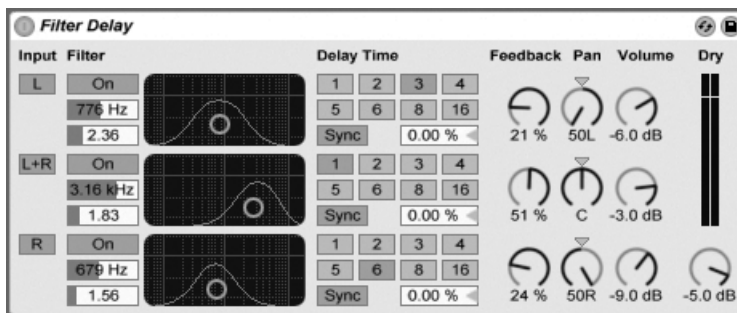 Filter Delay
Input Filter Delay Time Feedback Pan Volume Dry
L On 1 2 3 4
776 Hz 5 6 8 16
2.36 Sync 0.00 % 21 % 50L -6.0 dB
L+R On 1 2 3 4
3.16 kHz 5 6 8 16
1.83 Sync 0.00 % 51 % C -3.0 dB
R On 1 2 3 4
679 Hz 5 6 8 16
1.56 Sync 0.00 % 24 % 50R -9.0 dB -5.0 dB